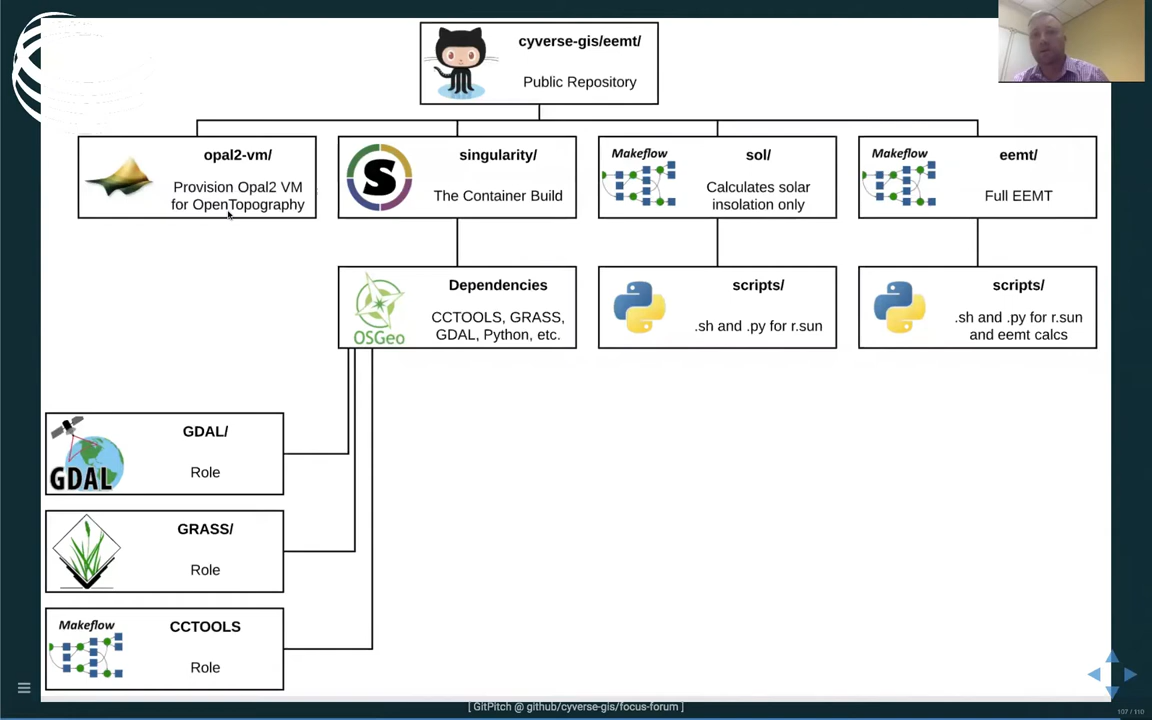 cyverse-gis/eemt/
Public Repository
opal2-vm/
Provision Opal2 VM
for OpenTopography
S
singularity/
The Container Build
Makeflow
sol/
Calculates solar
insolation only
Makeflow
eemt/
Full EEMT
OSGeo
Dependencies
CCTOOLS, GRASS,
GDAL, Python, etc.
scripts/
.sh and .py for r.sun
scripts/
.sh and .py for r.sun
and eemt calcs
GDAL
GDAL/
Role
GRASS/
Role
Makeflow
CCTOOLS
Role
[ GitPitch @ github/cyverse-gis/focus-forum ]
107 / 110